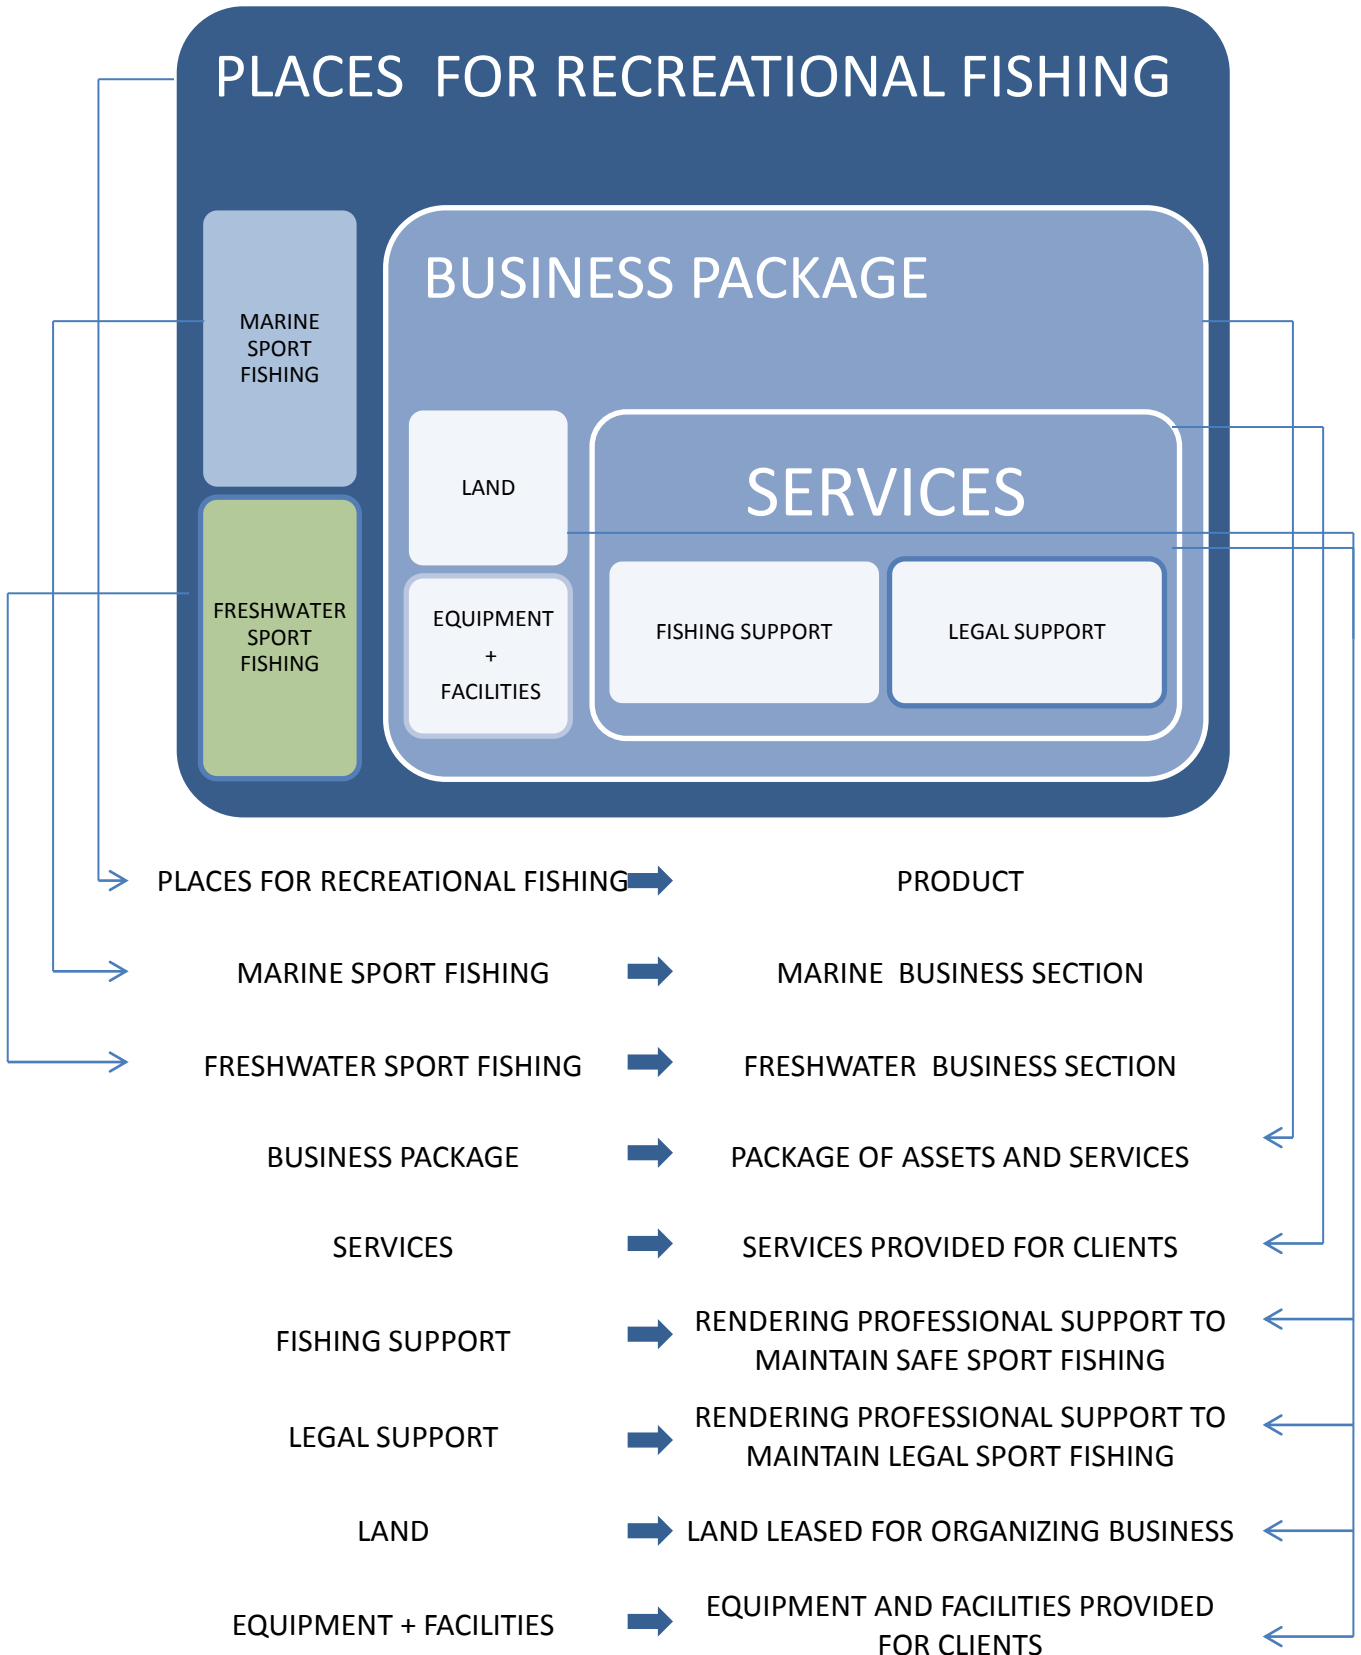 PLACES FOR RECREATIONAL FISHING
MARINE
SPORT
FISHING
BUSINESS PACKAGE
LAND
SERVICES
FRESHWATER
SPORT
FISHING
EQUIPMENT
+
FACILITIES
FISHING SUPPORT
LEGAL SUPPORT
PLACES FOR RECREATIONAL FISHING
PRODUCT
MARINE SPORT FISHING
MARINE BUSINESS SECTION
FRESHWATER SPORT FISHING
FRESHWATER BUSINESS SECTION
BUSINESS PACKAGE
PACKAGE OF ASSETS AND SERVICES
SERVICES
SERVICES PROVIDED FOR CLIENTS
FISHING SUPPORT
RENDERING PROFESSIONAL SUPPORT TO
MAINTAIN SAFE SPORT FISHING
LEGAL SUPPORT
RENDERING PROFESSIONAL SUPPORT TO
MAINTAIN LEGAL SPORT FISHING
LAND
LAND LEASED FOR ORGANIZING BUSINESS
EQUIPMENT + FACILITIES
EQUIPMENT AND FACILITIES PROVIDED
FOR CLIENTS